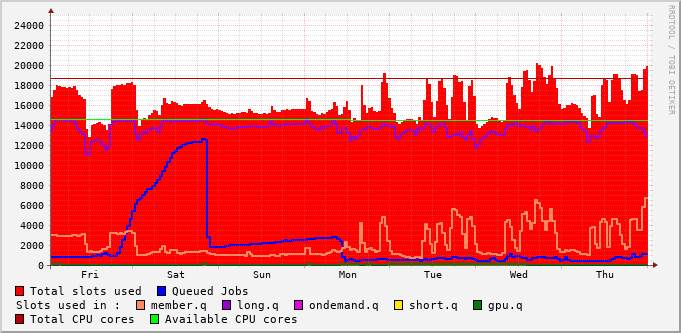 RRDTOOL / TOBI OETIKER
24000
22000
20000
18000
16000
14000
12000
10000
8000
6000
4000
2000
0
Fri Sat Sun Mon Tue Wed Thu
Total slots used Queued Jobs
Slots used in : member.q long.q ondemand.q short.q gpu.q
Total CPU cores Available CPU cores